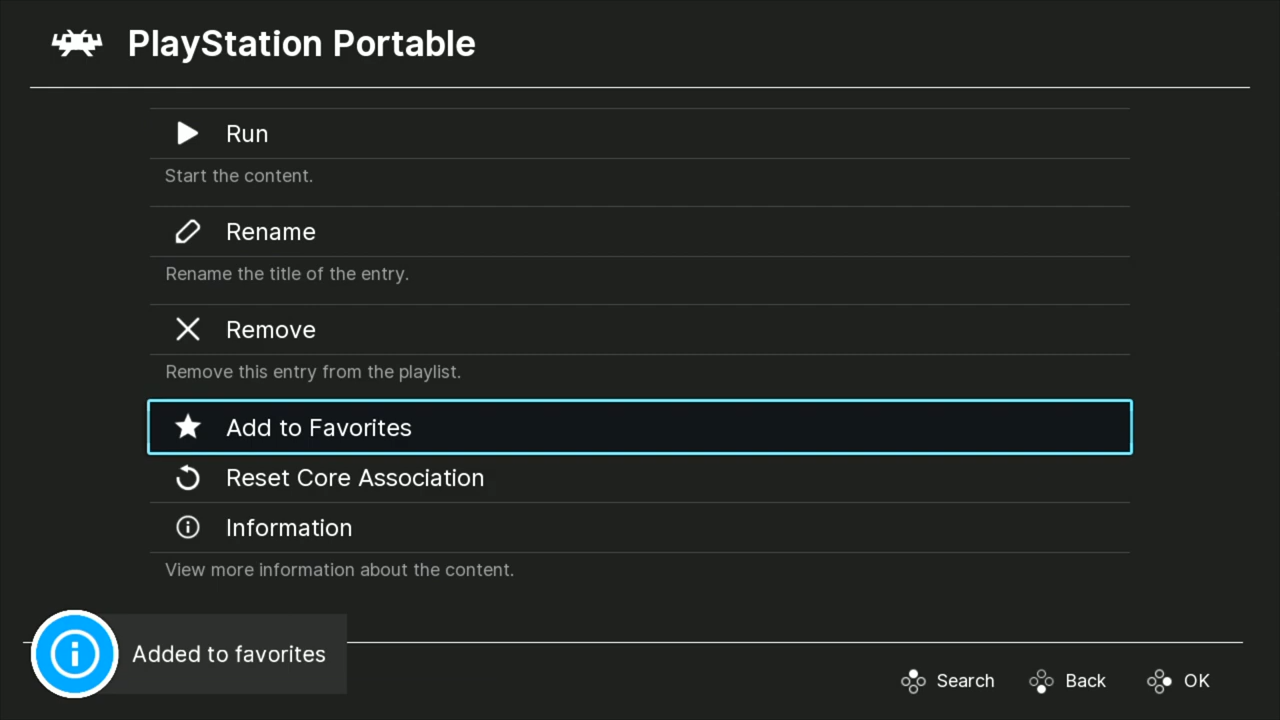 PlayStation Portable
Run
Start the content.
Rename
Rename the title of the entry.
Remove
Remove this entry from the playlist.
Add to Favorites
Reset Core Association
Information
View more information about the content.
Added to favorites
Search Back OK